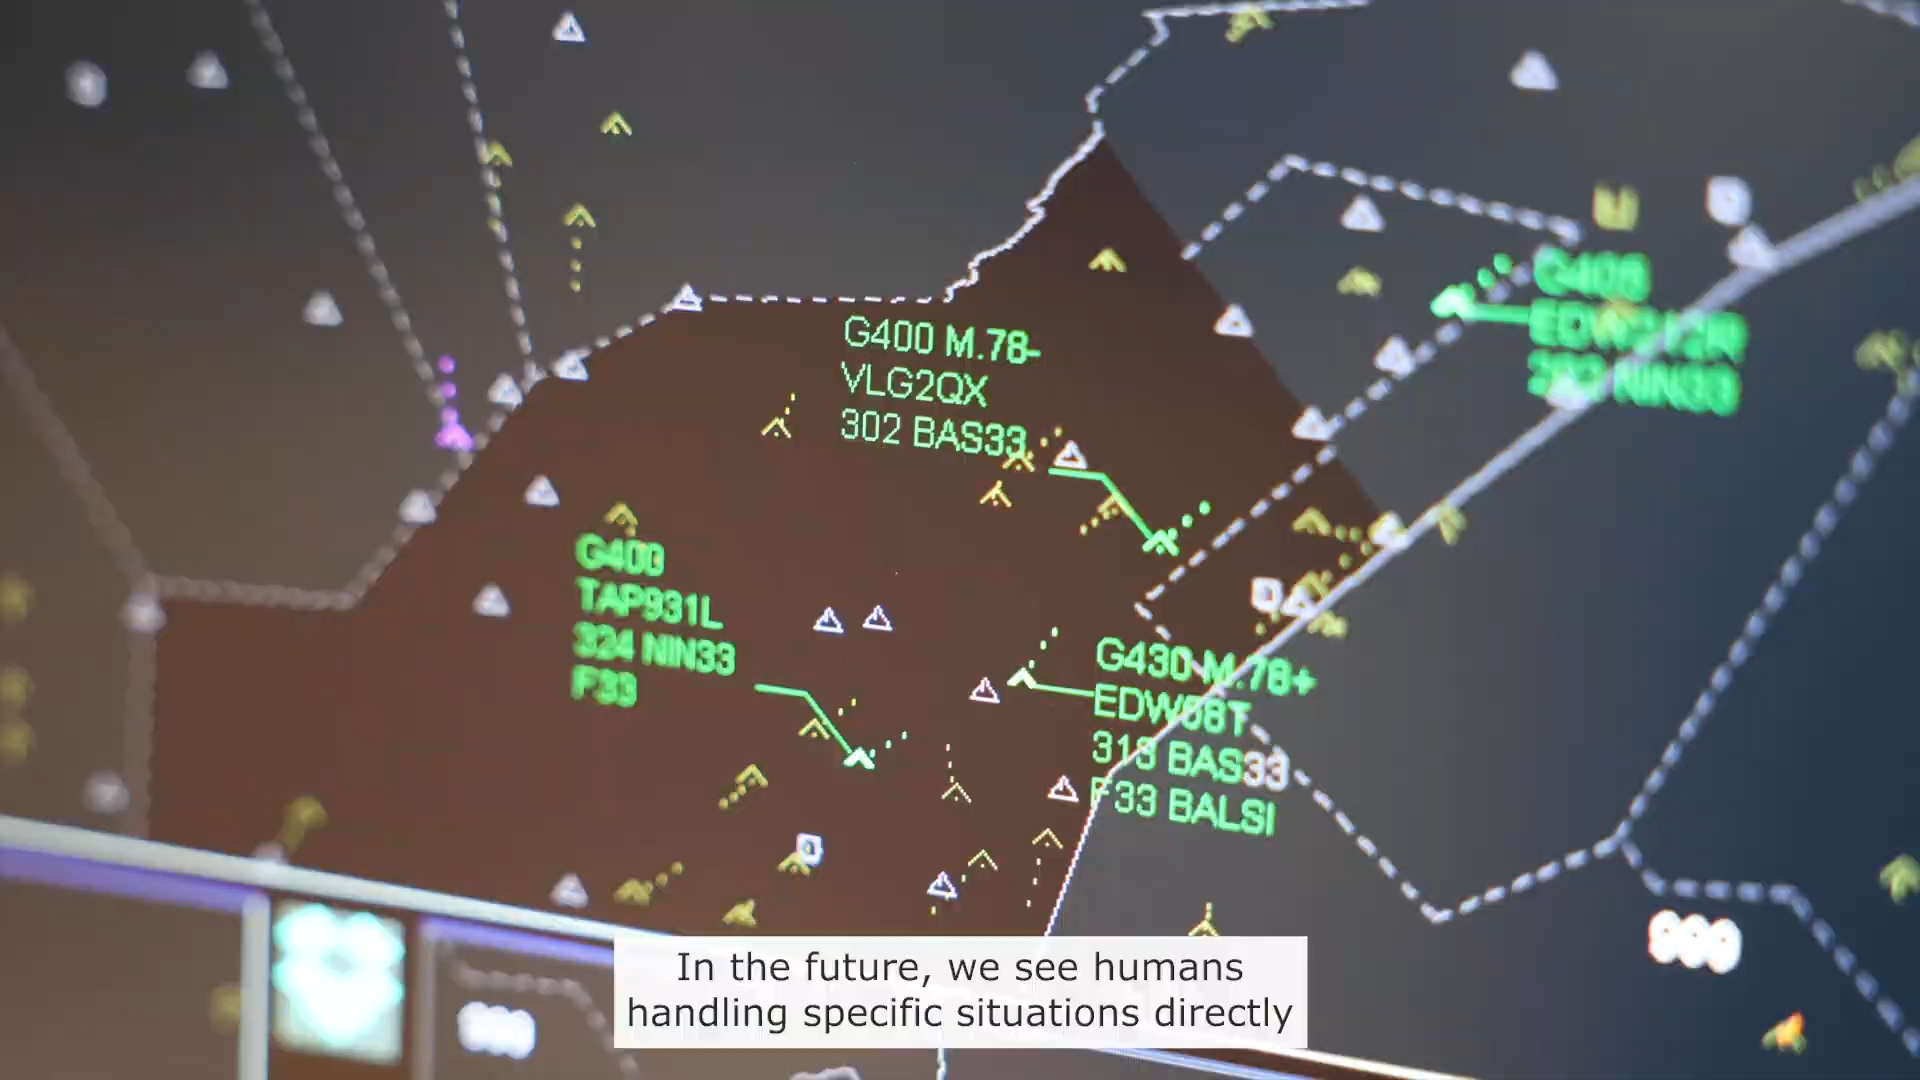 G400 M.78-
VLG2QX
302 BAS33
G400
TAP931L
324 NIN33
F33
G430 M.78+
EDW68T
BAS33
F33 BALSI
NIN33
In the future, we see humans
handling specific situations directly